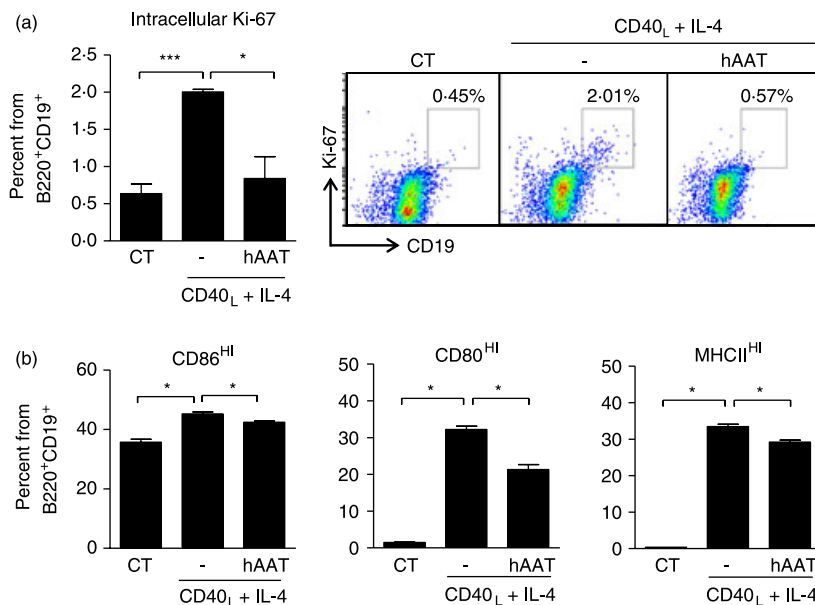 (a)
Intracellular Ki-67
Percent from
B220⁺CD19⁺
2·5
2·0
1·5
1·0
0·5
0·0
***
*
CT
-
hAAT
CD40L + IL-4
CD40L + IL-4
CT
-
hAAT
0·45%
2·01%
0·57%
Ki-67
CD19
(b)
Percent from
B220⁺CD19⁺
CD86ᴴᴵ
60
40
20
0
*
*
CT
-
hAAT
CD40L + IL-4
CD80ᴴᴵ
50
40
30
20
10
0
*
*
CT
-
hAAT
CD40L + IL-4
MHCIIᴴᴵ
50
40
30
20
10
0
*
*
CT
-
hAAT
CD40L + IL-4